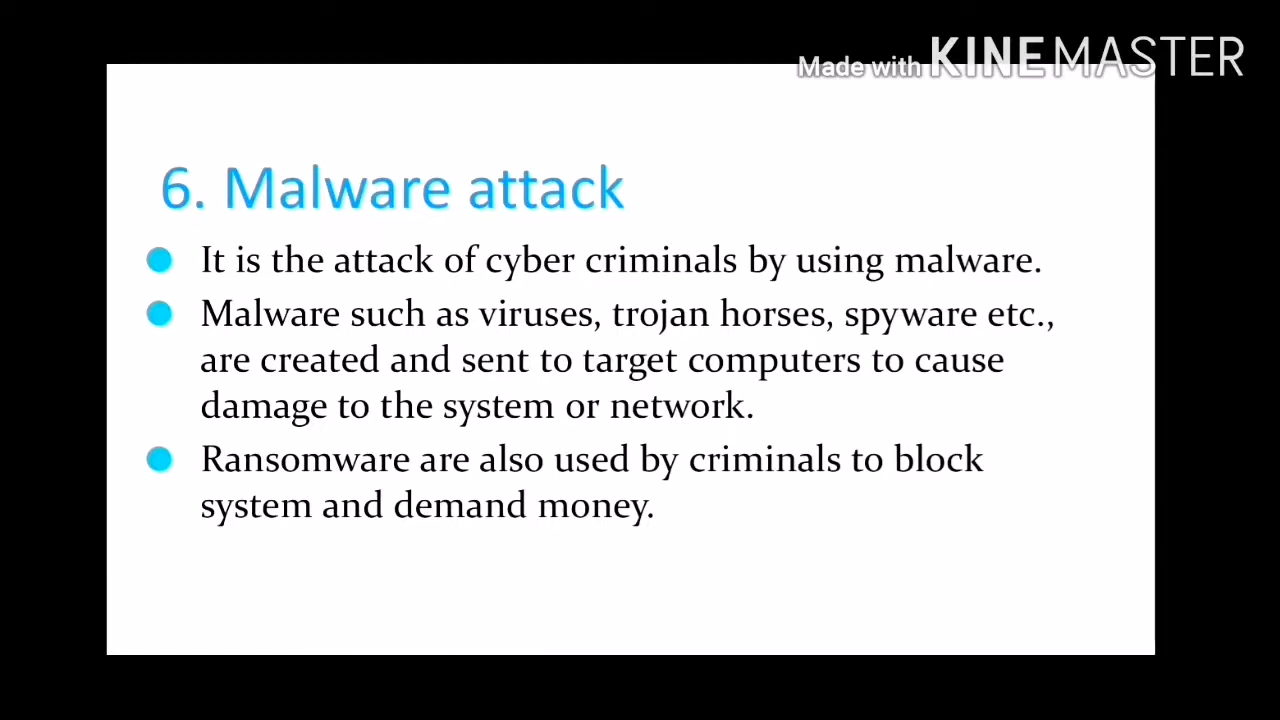 Made with KINEMASTER
6. Malware attack
It is the attack of cyber criminals by using malware.
Malware such as viruses, trojan horses, spyware etc.,
are created and sent to target computers to cause
damage to the system or network.
Ransomware are also used by criminals to block
system and demand money.